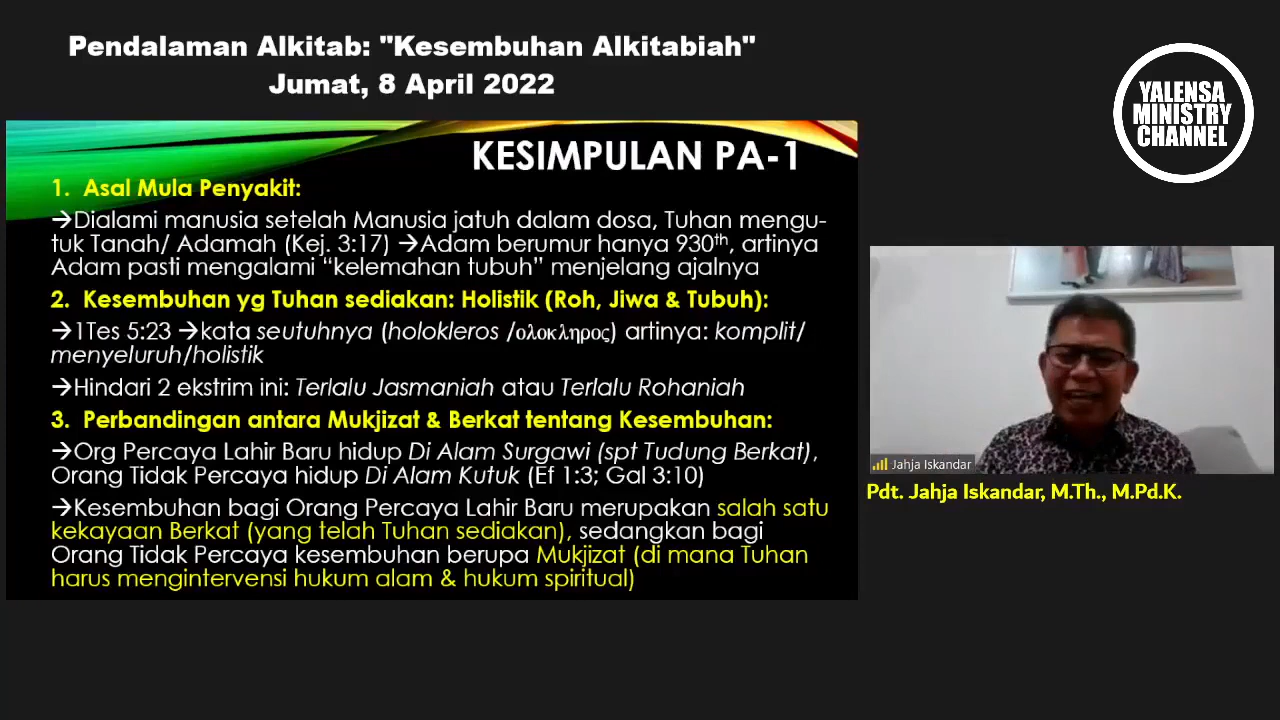 Pendalaman Alkitab: "Kesembuhan Alkitabiah"
Jumat, 8 April 2022
YALENSA
MINISTRY
CHANNEL
KESIMPULAN PA-1
1. Asal Mula Penyakit:
→Dialami manusia setelah Manusia jatuh dalam dosa, Tuhan mengu-
tuk Tanah/ Adamah (Kej. 3:17) →Adam berumur hanya 930th, artinya
Adam pasti mengalami “kelemahan tubuh” menjelang ajalnya
2. Kesembuhan yg Tuhan sediakan: Holistik (Roh, Jiwa & Tubuh):
→1Tes 5:23 →kata seutuhnya (holokleros /ολοκληρος) artinya: komplit/
menyeluruh/holistik
→Hindari 2 ekstrim ini: Terlalu Jasmaniah atau Terlalu Rohaniah
3. Perbandingan antara Mukjizat & Berkat tentang Kesembuhan:
→Org Percaya Lahir Baru hidup Di Alam Surgawi (spt Tudung Berkat),
Orang Tidak Percaya hidup Di Alam Kutuk (Ef 1:3; Gal 3:10)
→Kesembuhan bagi Orang Percaya Lahir Baru merupakan salah satu
kekayaan Berkat (yang telah Tuhan sediakan), sedangkan bagi
Orang Tidak Percaya kesembuhan berupa Mukjizat (di mana Tuhan
harus mengintervensi hukum alam & hukum spiritual)
Jahja Iskandar
Pdt. Jahja Iskandar, M.Th., M.Pd.K.